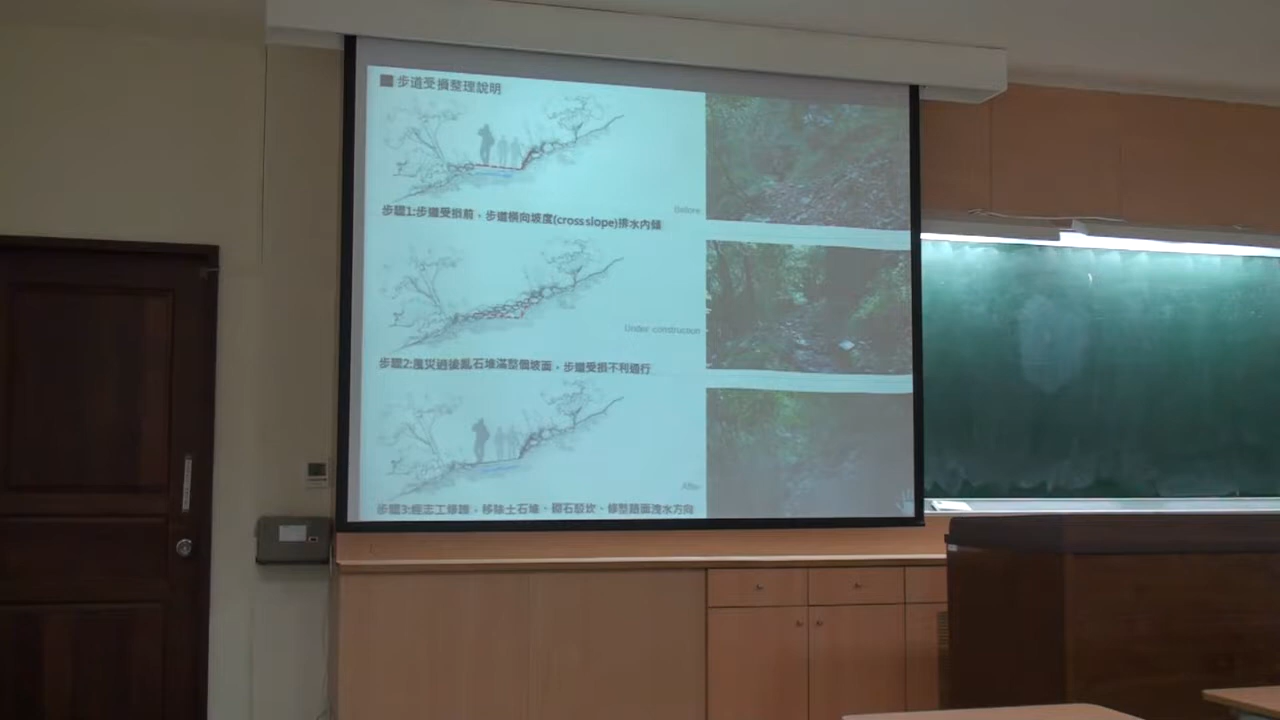 步道受損整理說明
Before
步驟1:步道受損前，步道橫向坡度(cross slope)排水內傾
Under construction
步驟2:風災過後亂石堆滿整個坡面，步道受損不利通行
After
步驟3:經志工修護，移除土石堆、砌石駁坎、修整路面洩水方向